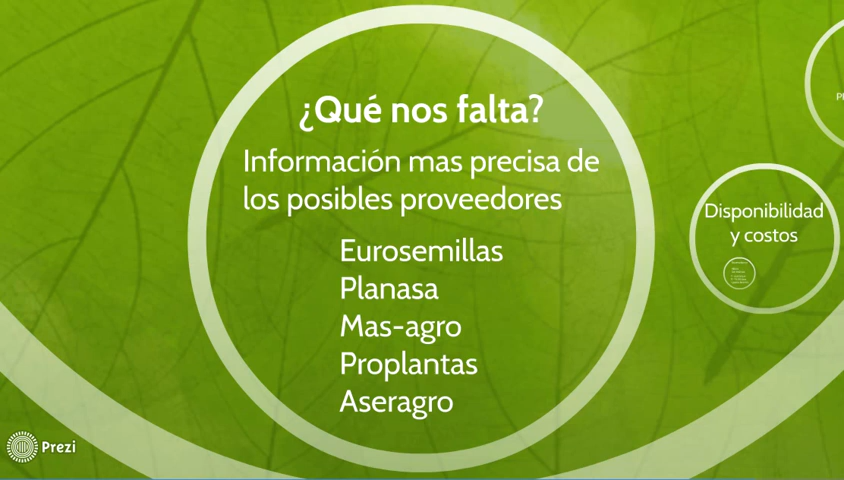 ¿Qué nos falta?
Información mas precisa de
los posibles proveedores
Eurosemillas
Planasa
Mas-agro
Proplantas
Aseragro
Disponibilidad
y costos
Prezi